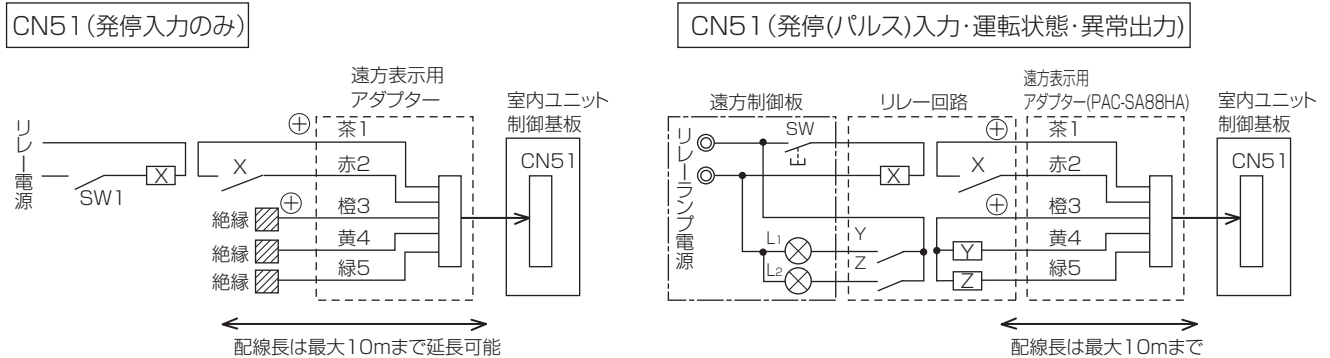 CN51(発停入力のみ)
遠方表示用
アダプター
室内ユニット
制御基板
CN51
リレー電源
SW1
X
X
茶1
赤2
橙3
黄4
緑5
絶縁
絶縁
絶縁
配線長は最大10mまで延長可能
CN51(発停(パルス)入力・運転状態・異常出力)
遠方制御板
リレー回路
遠方表示用
アダプター(PAC-SA88HA)
室内ユニット
制御基板
CN51
リレーランプ電源
SW
X
X
L1
L2
Y
Z
Y
Z
茶1
赤2
橙3
黄4
緑5
配線長は最大10mまで